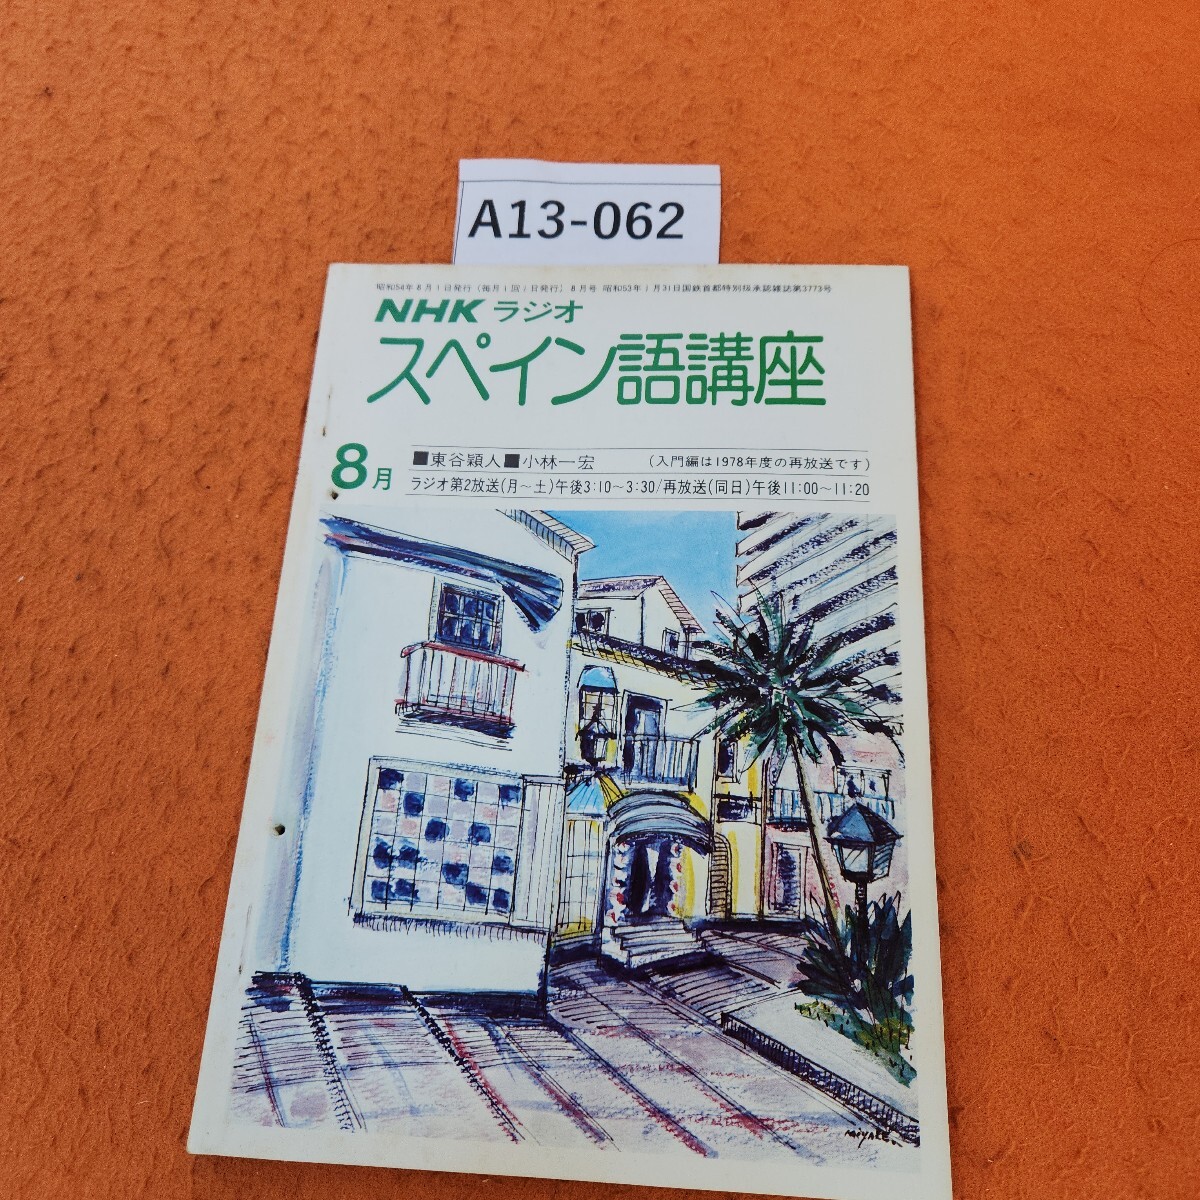 A13-062
昭和54年8月1日発行(毎月1回1日発行) 8月号 昭和53年1月31日国鉄首都特別扱承認雑誌第3773号
NHK ラジオ
スペイン語講座
8月
■東谷穎人■小林一宏 (入門編は1978年度の再放送です)
ラジオ第2放送(月〜土)午後3:10〜3:30/再放送(同日)午後11:00〜11:20
MiYAKE.